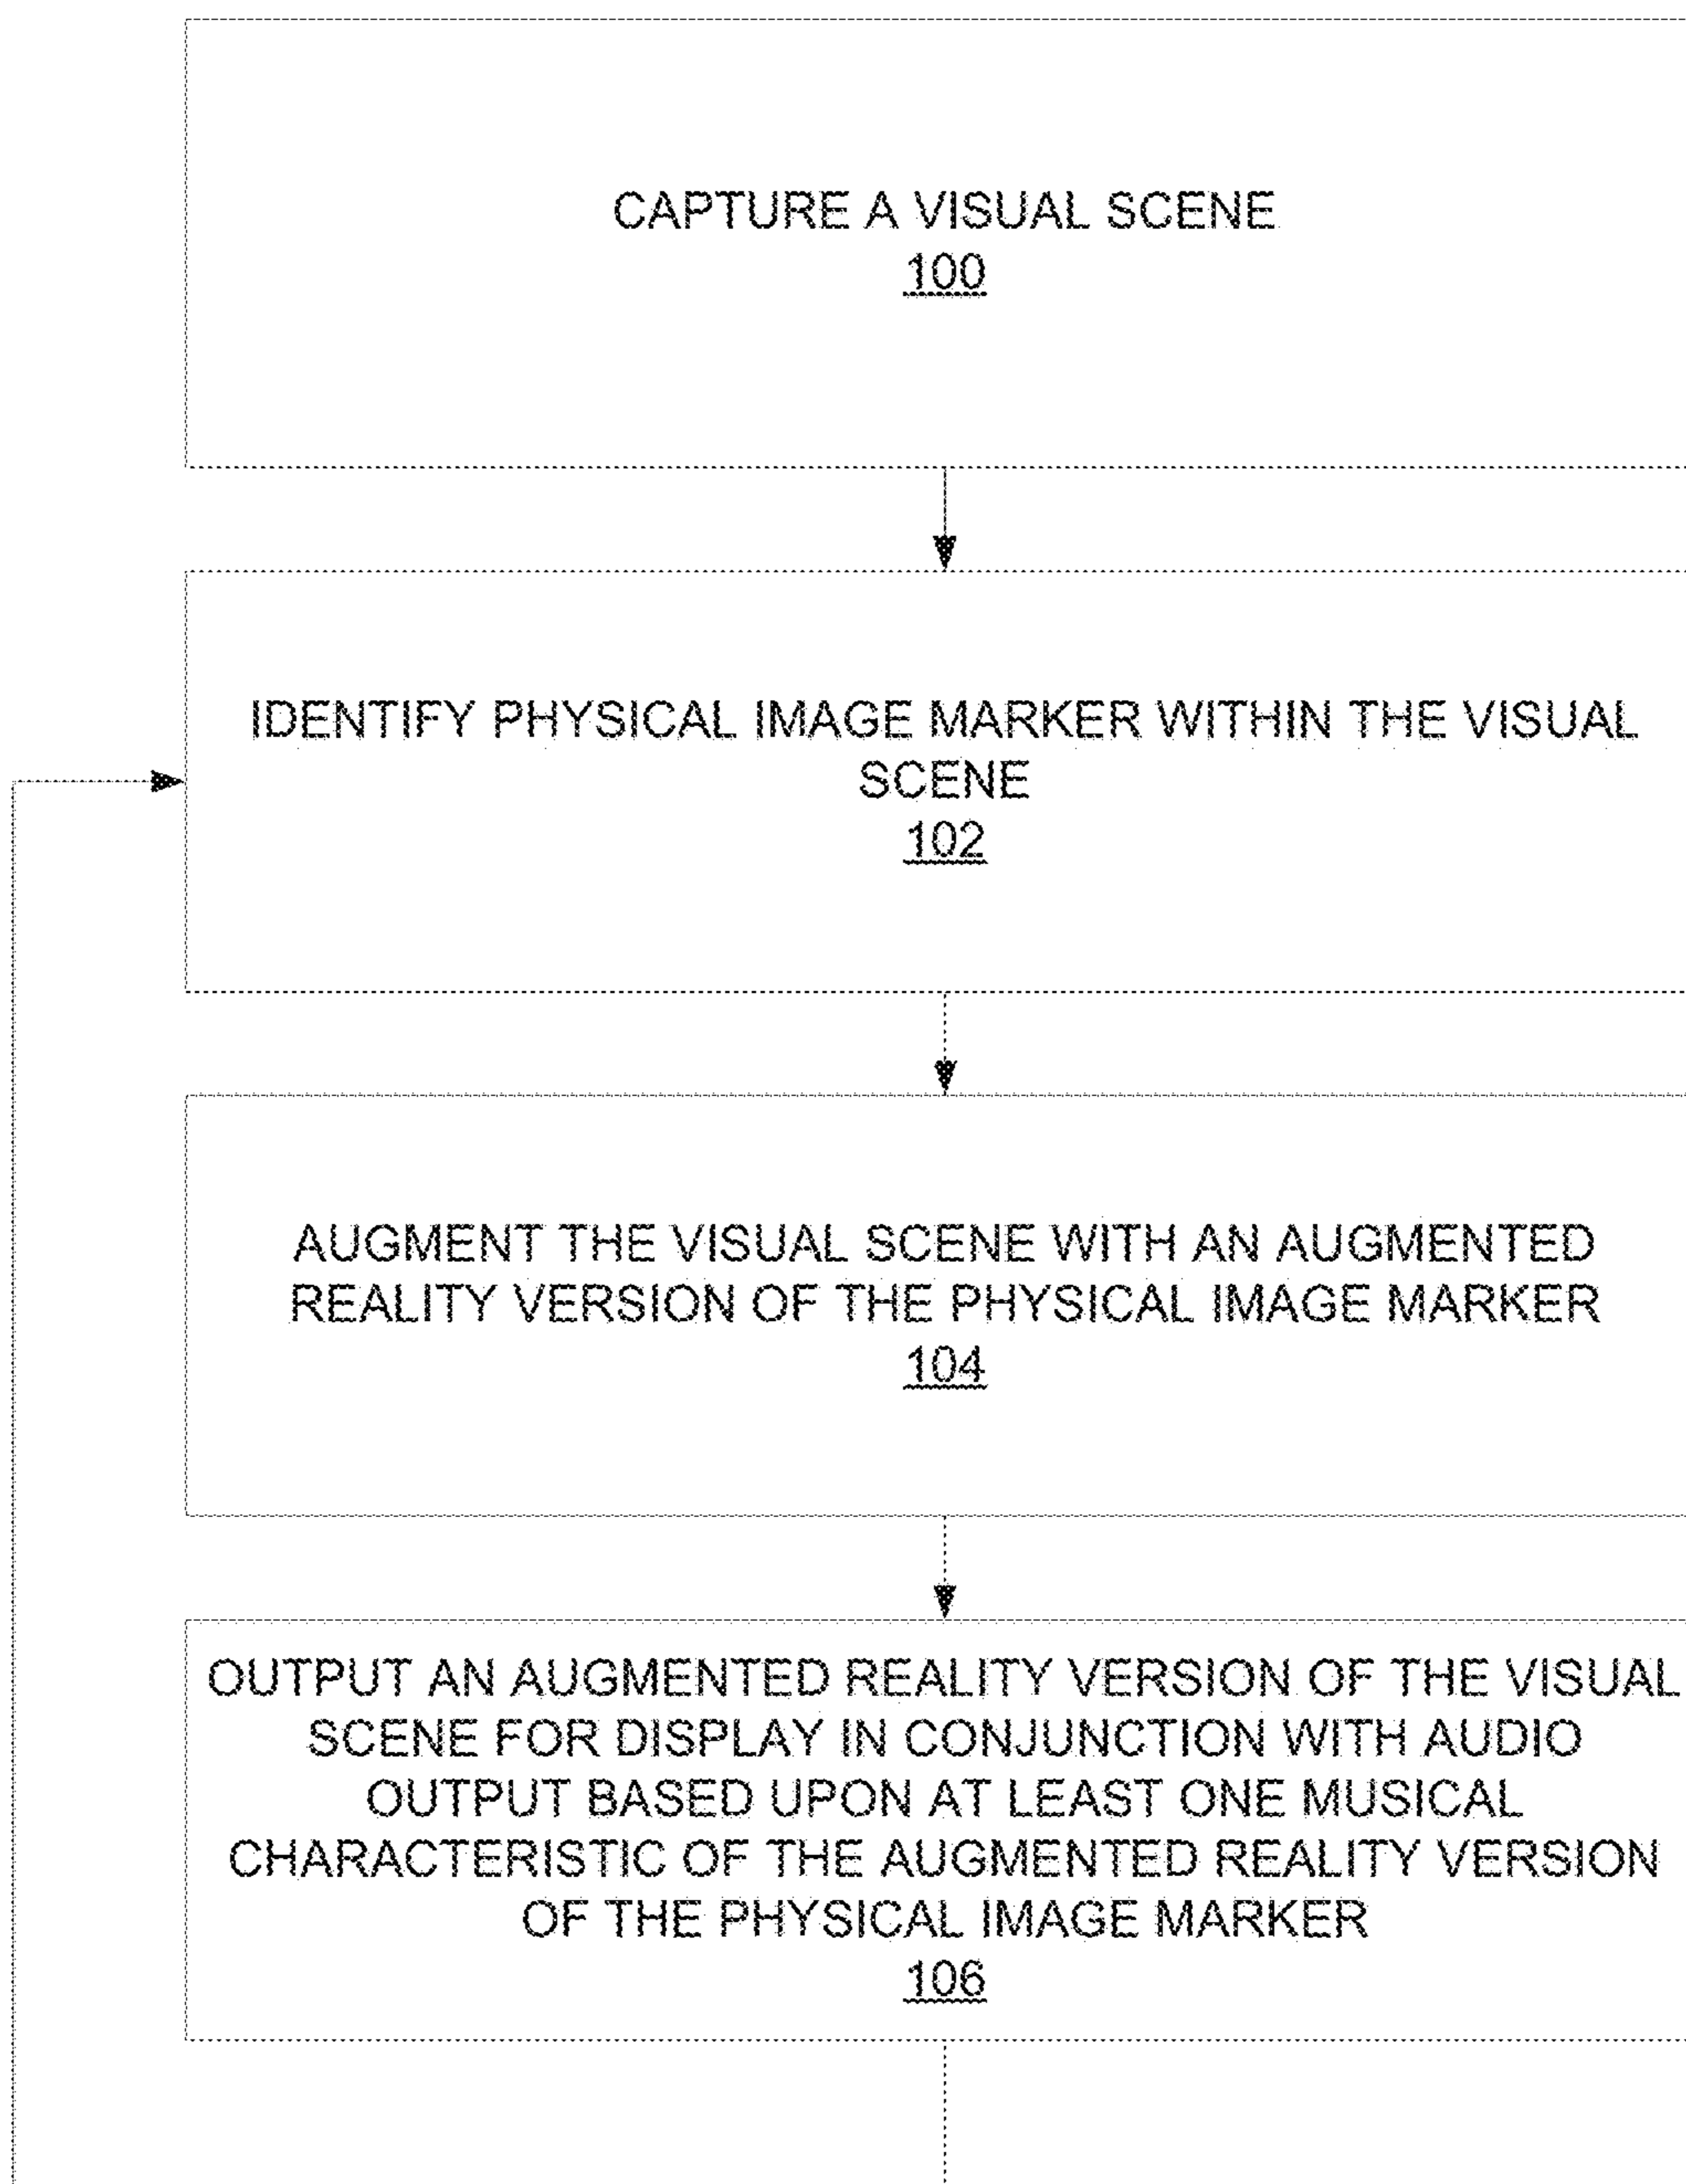 CAPTURE A VISUAL SCENE
100
IDENTIFY PHYSICAL IMAGE MARKER WITHIN THE VISUAL
SCENE
102
AUGMENT THE VISUAL SCENE WITH AN AUGMENTED
REALITY VERSION OF THE PHYSICAL IMAGE MARKER
104
OUTPUT AN AUGMENTED REALITY VERSION OF THE VISUAL
SCENE FOR DISPLAY IN CONJUNCTION WITH AUDIO
OUTPUT BASED UPON AT LEAST ONE MUSICAL
CHARACTERISTIC OF THE AUGMENTED REALITY VERSION
OF THE PHYSICAL IMAGE MARKER
106